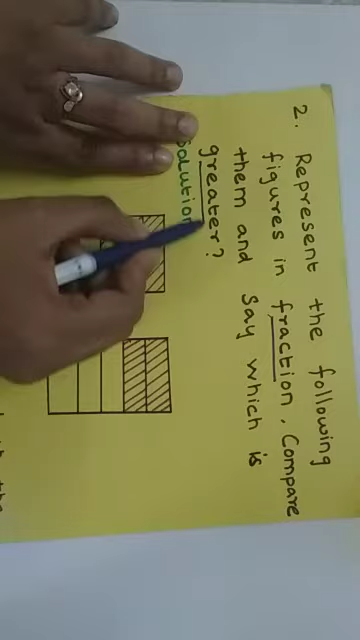 2. Represent the following
figures in fraction. Compare
them and say which is
greater?
Solution